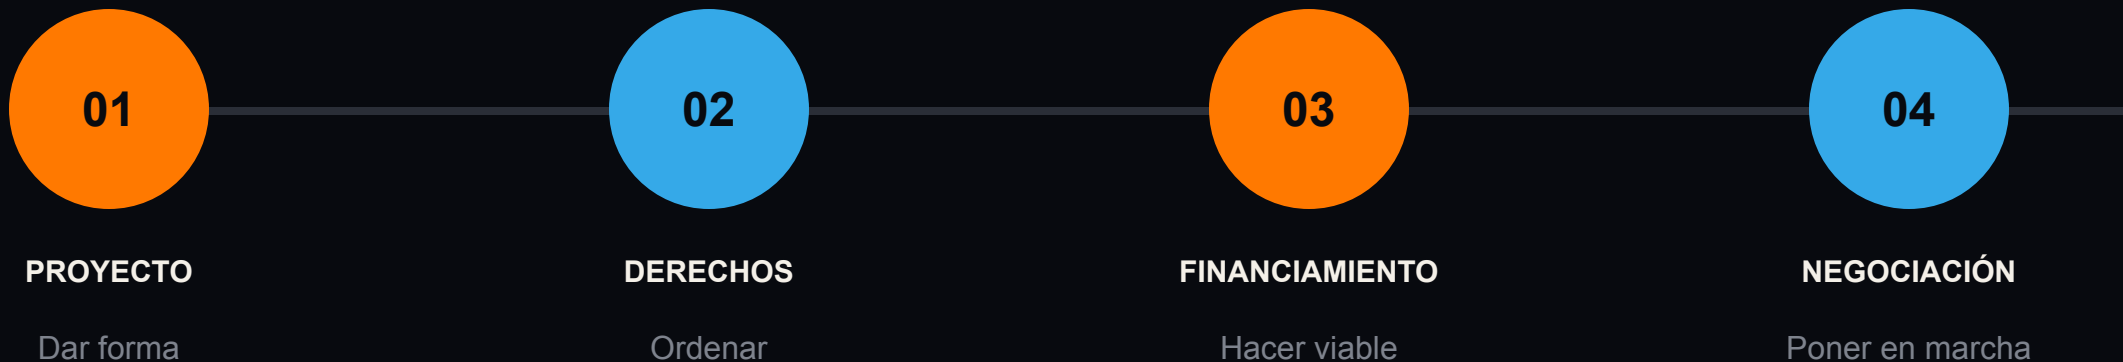 01
02
03
04
PROYECTO
DERECHOS
FINANCIAMIENTO
NEGOCIACIÓN
Dar forma
Ordenar
Hacer viable
Poner en marcha